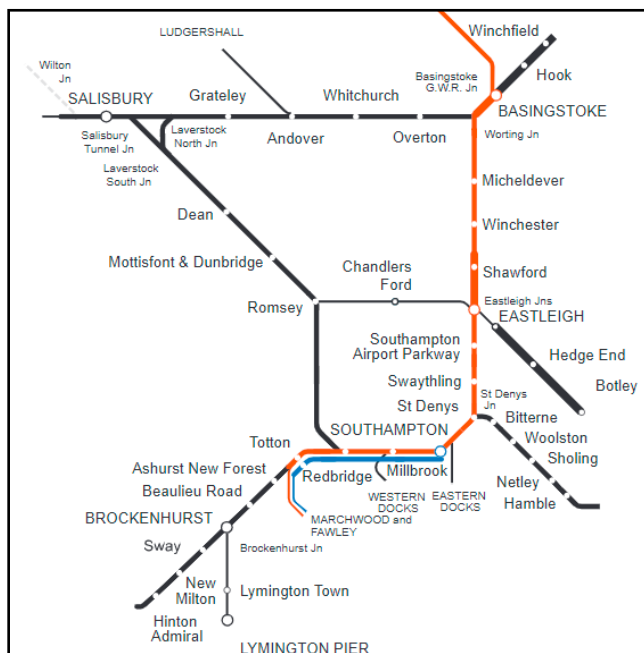 Winchfield
LUDGERSHALL
Wilton
Jn
Basingstoke
G.W.R. Jn
Hook
SALISBURY
Grateley
Whitchurch
BASINGSTOKE
Salisbury
Tunnel Jn
Laverstock
North Jn
Andover
Overton
Worting Jn
Laverstock
South Jn
Micheldever
Dean
Winchester
Mottisfont & Dunbridge
Chandlers
Ford
Shawford
Romsey
Eastleigh Jns
EASTLEIGH
Southampton
Airport Parkway
Hedge End
Swaythling
Botley
St Denys
St Denys
Jn
Bitterne
SOUTHAMPTON
Woolston
Totton
Sholing
Ashurst New Forest
Redbridge
Millbrook
Netley
Beaulieu Road
WESTERN
DOCKS
EASTERN
DOCKS
Hamble
BROCKENHURST
MARCHWOOD and
FAWLEY
Sway
Brockenhurst Jn
New
Milton
Lymington Town
Hinton
Admiral
LYMINGTON PIER